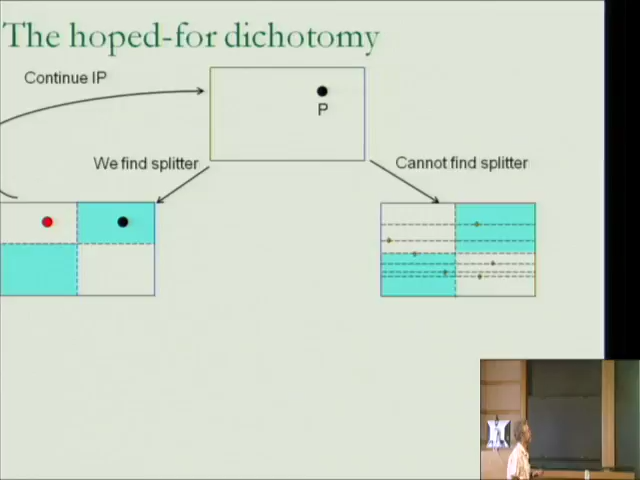 The hoped-for dichotomy
Continue IP
P
We find splitter
Cannot find splitter